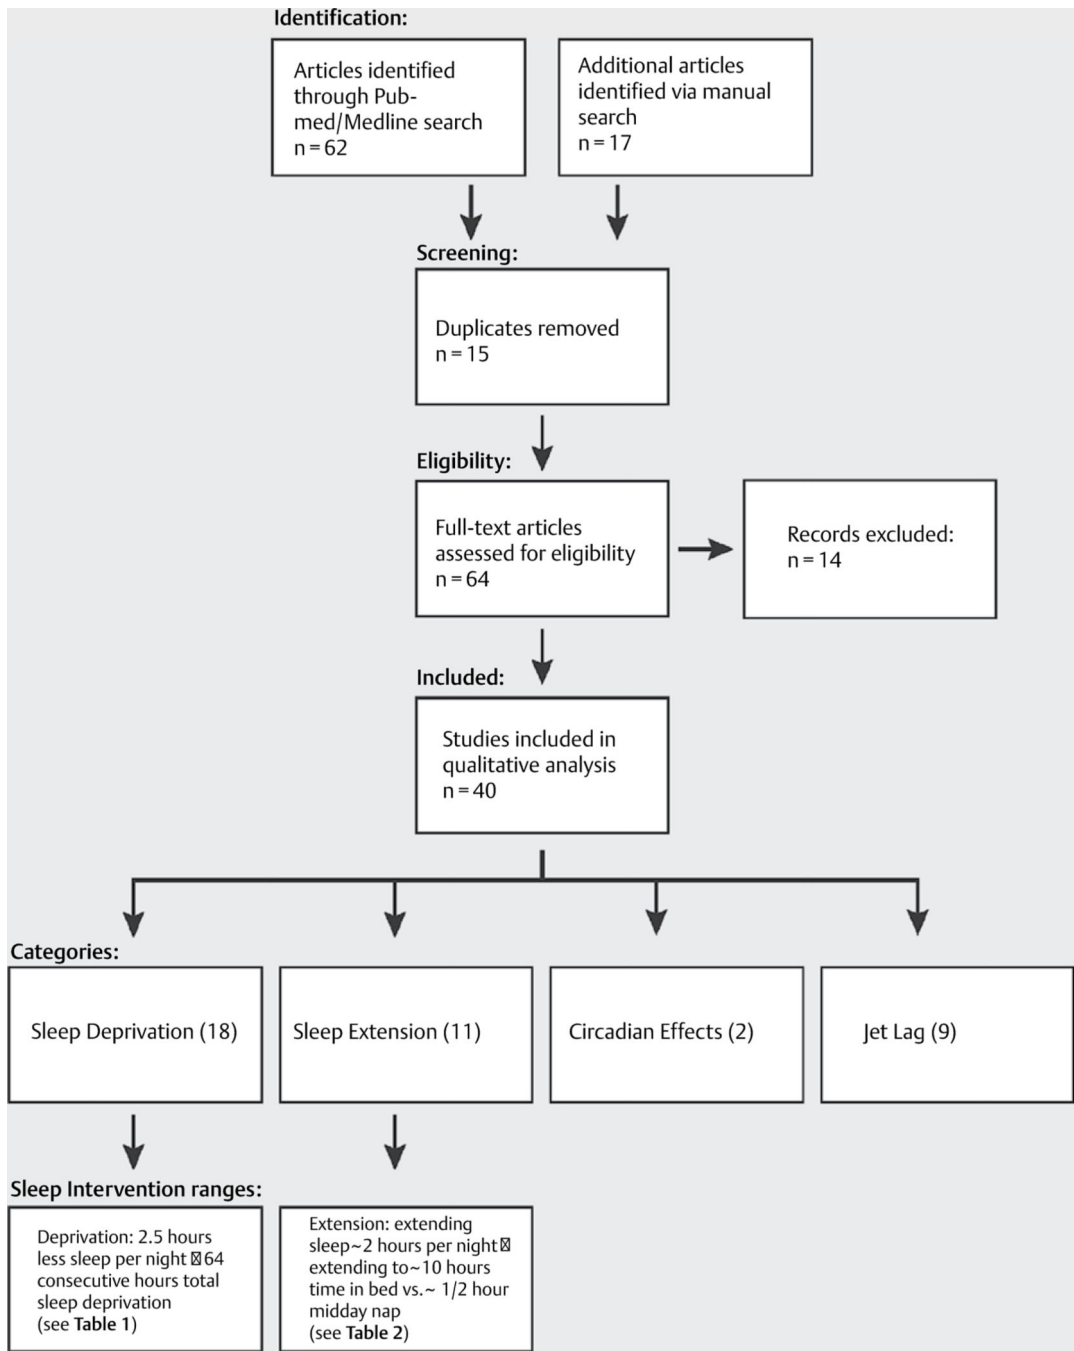 Identification:
Articles identified
through Pub-
med/Medline search
n = 62
Additional articles
identified via manual
search
n = 17
Screening:
Duplicates removed
n = 15
Eligibility:
Full-text articles
assessed for eligibility
n = 64
Records excluded:
n = 14
Included:
Studies included in
qualitative analysis
n = 40
Categories:
Sleep Deprivation (18)
Sleep Extension (11)
Circadian Effects (2)
Jet Lag (9)
Sleep Intervention ranges:
Deprivation: 2.5 hours
less sleep per night 64
consecutive hours total
sleep deprivation
(see Table 1)
Extension: extending
sleep~2 hours per night
extending to~10 hours
time in bed vs.~ 1/2 hour
midday nap
(see Table 2)